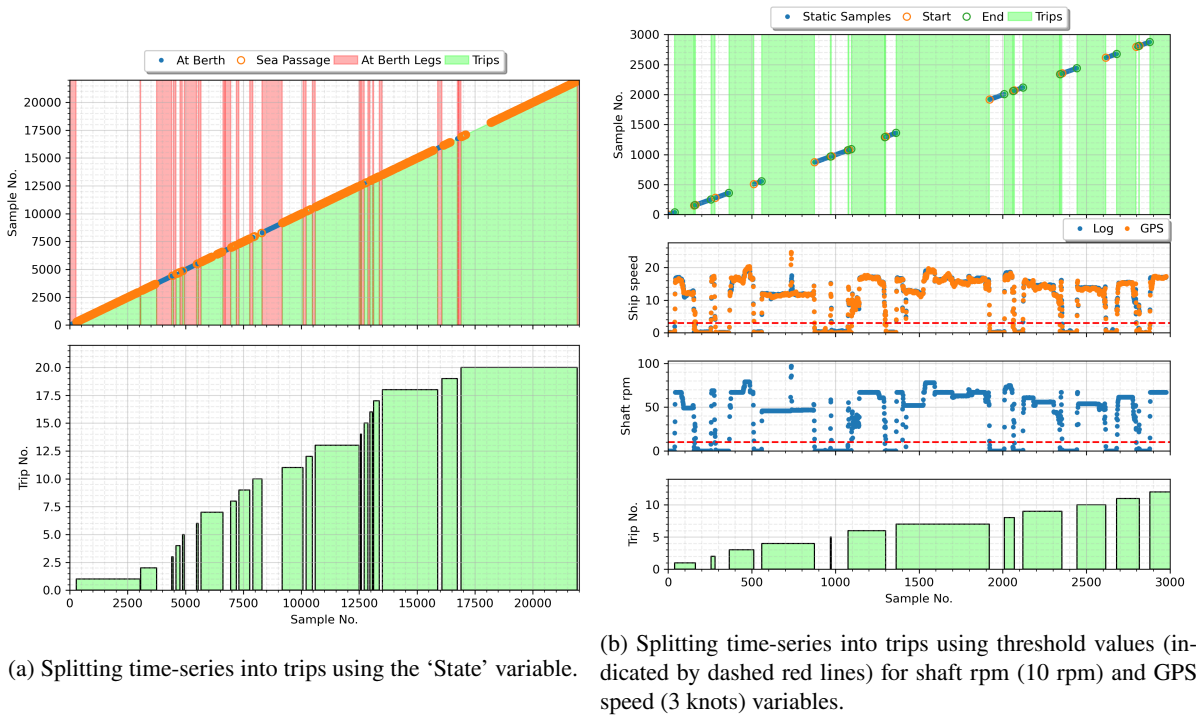 At Berth Sea Passage At Berth Legs Trips
20000
17500
15000
12500
10000
7500
5000
2500
0
Sample No.
20.0
17.5
15.0
12.5
10.0
7.5
5.0
2.5
0.0
Trip No.
0 2500 5000 7500 10000 12500 15000 17500 20000
Sample No.
(a) Splitting time-series into trips using the ‘State’ variable.
Static Samples Start End Trips
3000
2500
2000
1500
1000
500
0
Sample No.
Log GPS
20
10
0
Ship speed
100
50
0
Shaft rpm
10
5
0
Trip No.
0 500 1000 1500 2000 2500 3000
Sample No.
(b) Splitting time-series into trips using threshold values (in-
dicated by dashed red lines) for shaft rpm (10 rpm) and GPS
speed (3 knots) variables.